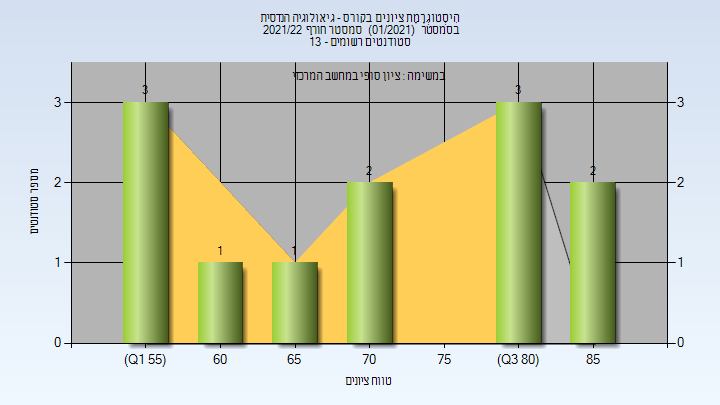 היסטוגרמת ציונים בקורס - גיאולוגיה הנדסית
בסמסטר (01/2021) סמסטר חורף 2021/22
סטודנטים רשומים - 13
במשימה : ציון סופי במחשב המרכזי
מספר סטודנטים
3
2
1
0
3
2
1
0
3
1
1
2
3
2
(Q1 55)
60
65
70
75
(Q3 80)
85
טווח ציונים